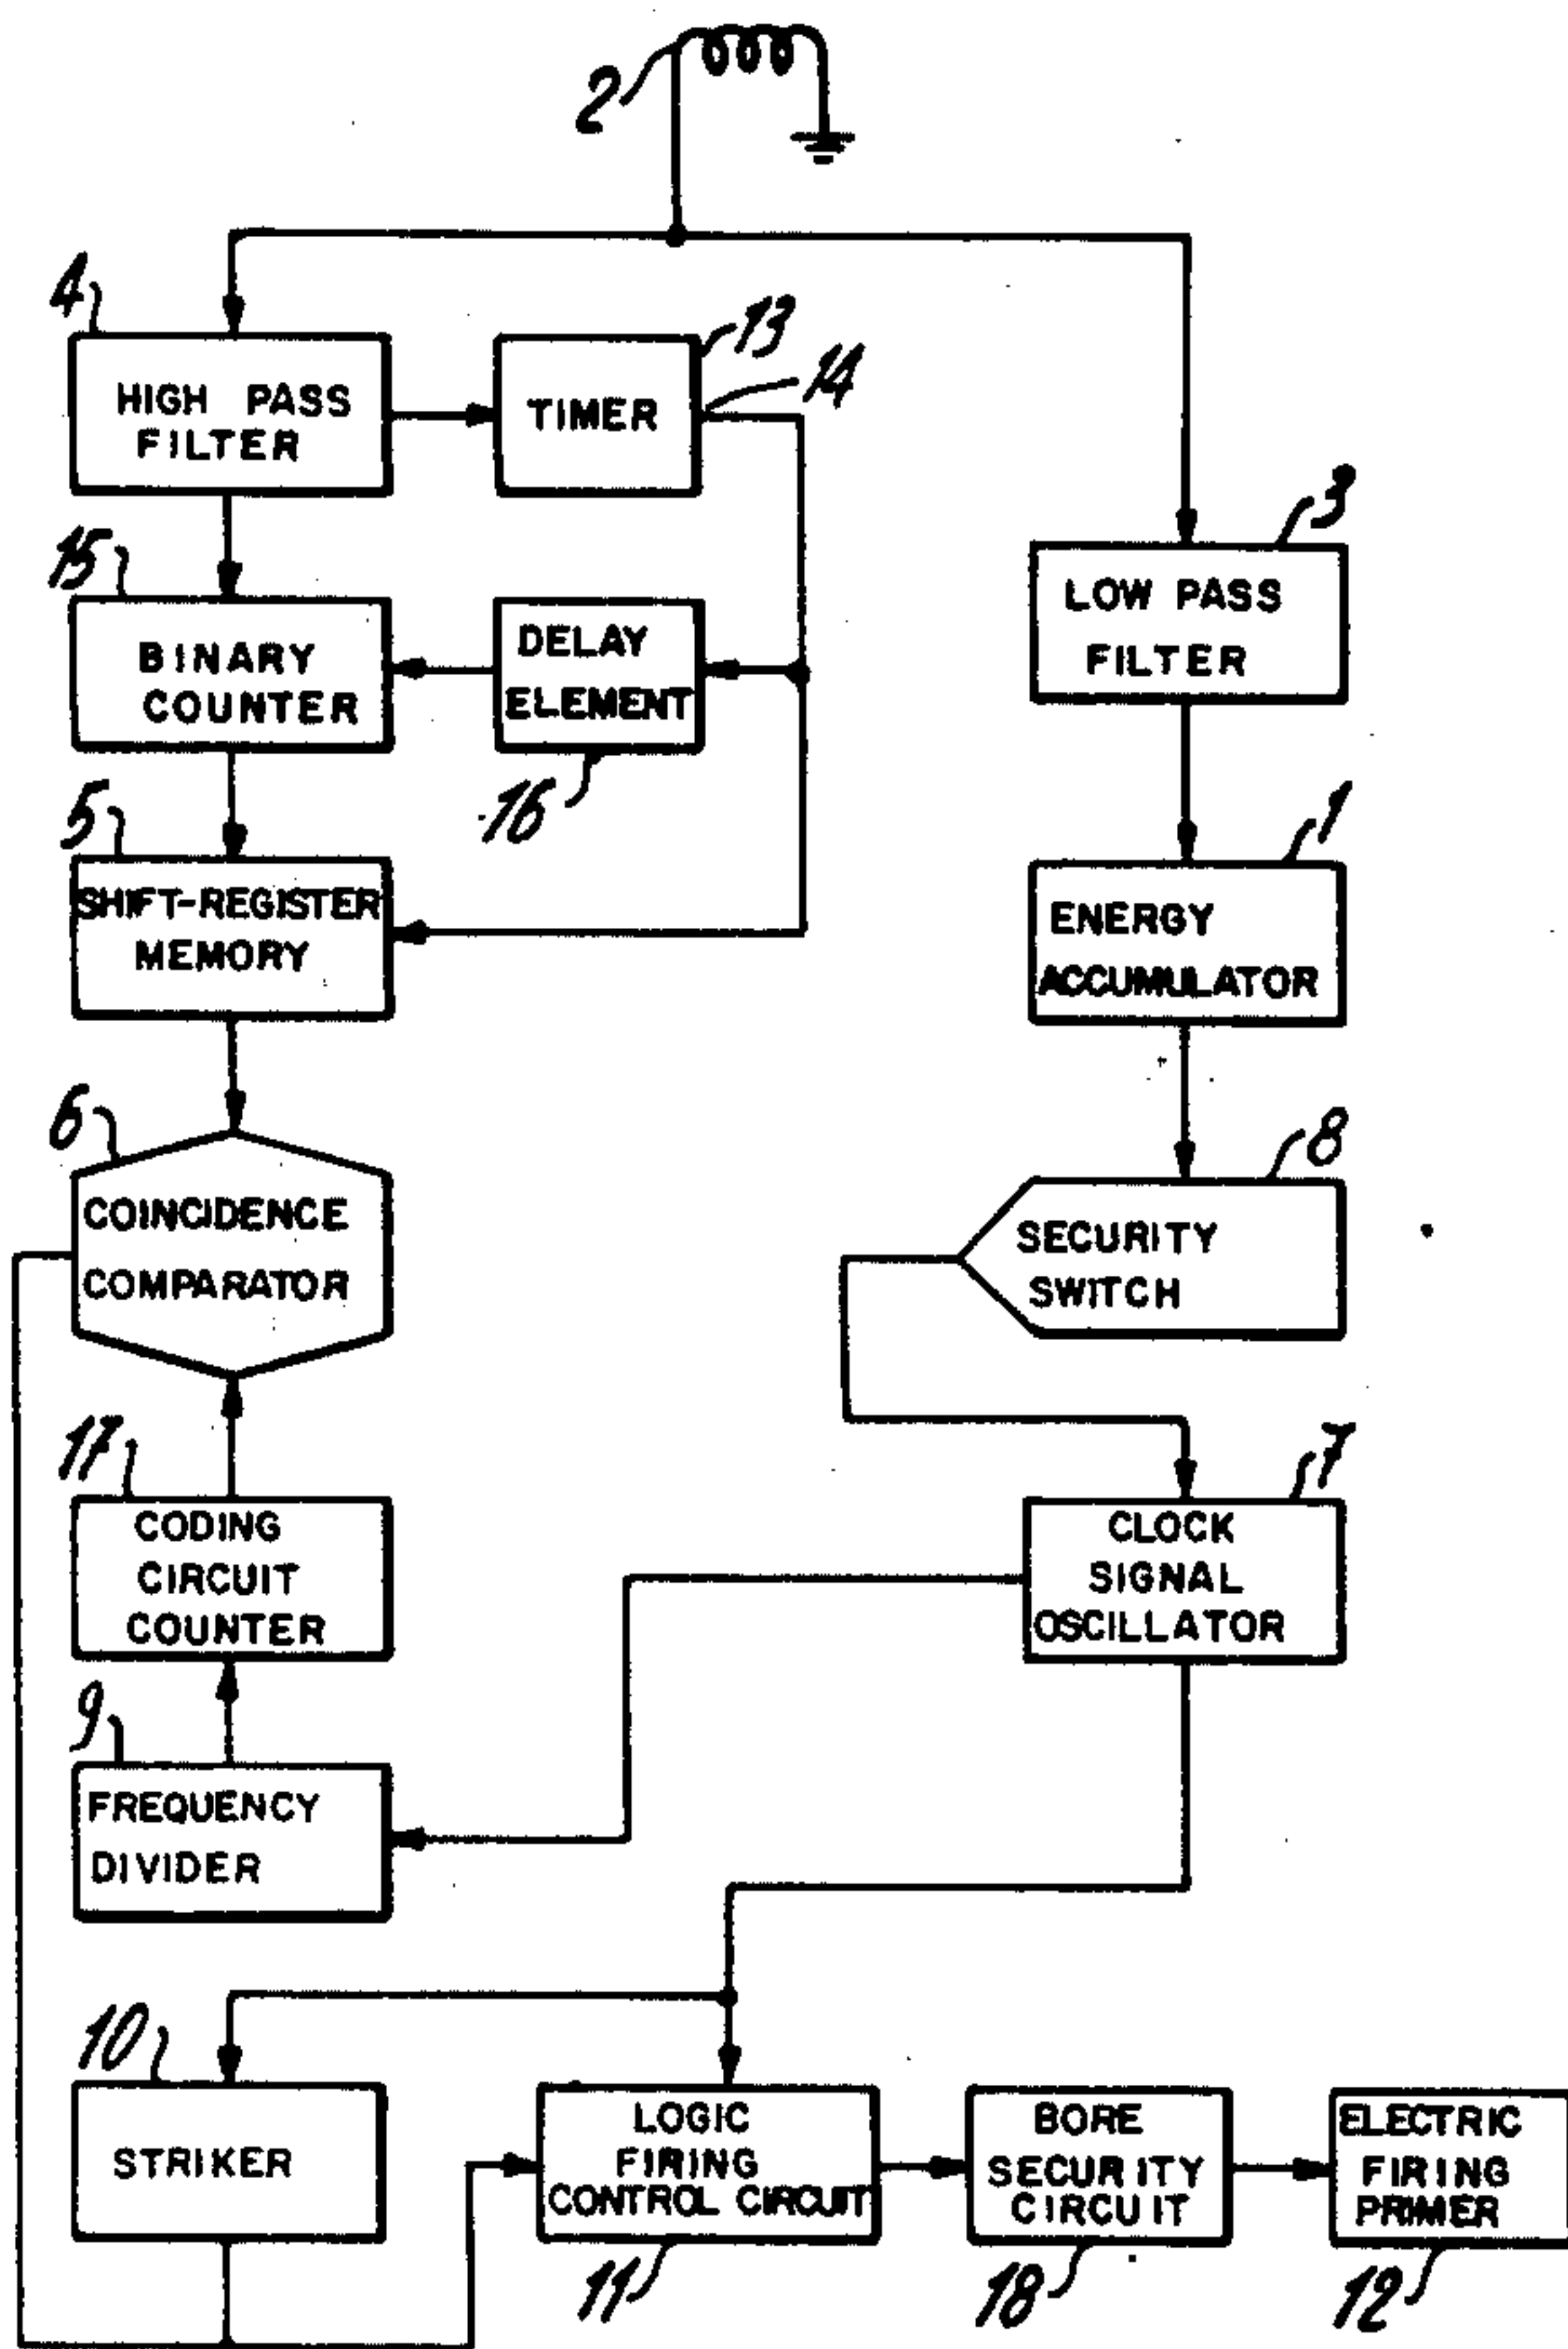 2
4
HIGH PASS
FILTER
13
TIMER
14
3
LOW PASS
FILTER
15
BINARY
COUNTER
DELAY
ELEMENT
16
5
SHIFT-REGISTER
MEMORY
1
ENERGY
ACCUMULATOR
6
COINCIDENCE
COMPARATOR
8
SECURITY
SWITCH
17
CODING
CIRCUIT
COUNTER
7
CLOCK
SIGNAL
OSCILLATOR
9
FREQUENCY
DIVIDER
10
STRIKER
LOGIC
FIRING
CONTROL CIRCUIT
11
BORE
SECURITY
CIRCUIT
18
ELECTRIC
FIRING
PRIMER
12